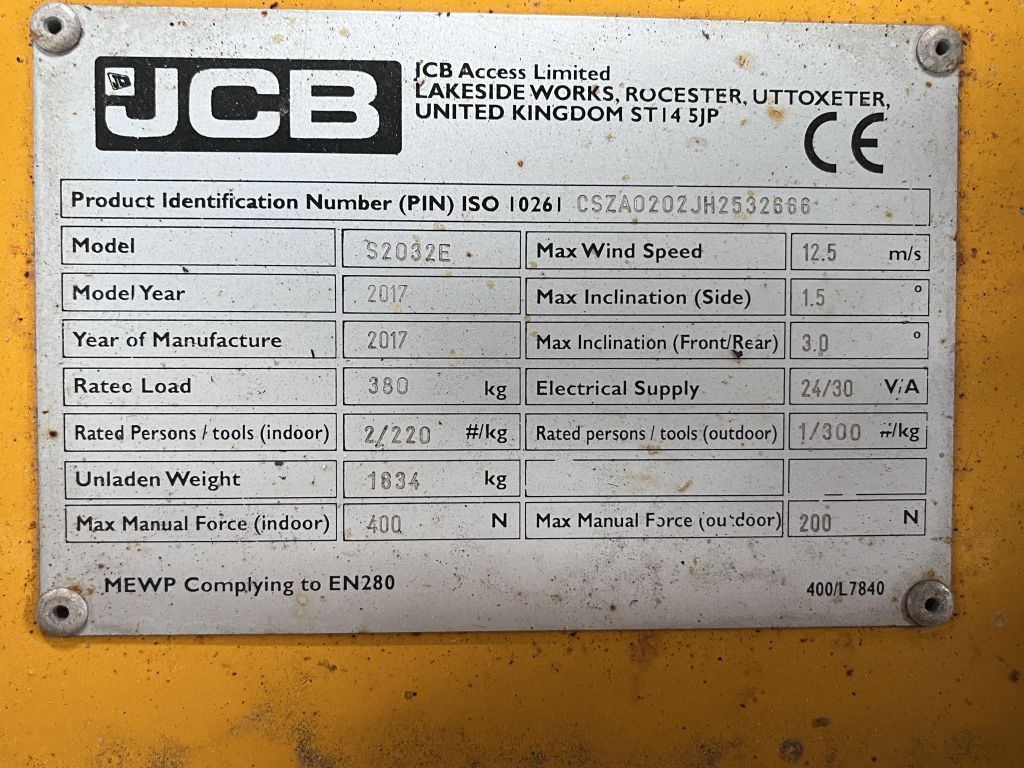 JCB
JCB Access Limited
LAKESIDE WORKS, ROCESTER, UTTOXETER,
UNITED KINGDOM ST14 5JP
CE
Product Identification Number (PIN) ISO 10261 CSZA0202JH2532666
Model S2032E Max Wind Speed 12.5 m/s
Model Year 2017 Max Inclination (Side) 1.5 °
Year of Manufacture 2017 Max Inclination (Front/Rear) 3.0 °
Rated Load 380 kg Electrical Supply 24/30 V/A
Rated Persons / tools (indoor) 2/220 #/kg Rated persons / tools (outdoor) 1/300 #/kg
Unladen Weight 1834 kg
Max Manual Force (indoor) 400 N Max Manual Force (outdoor) 200 N
MEWP Complying to EN280
400/L7840